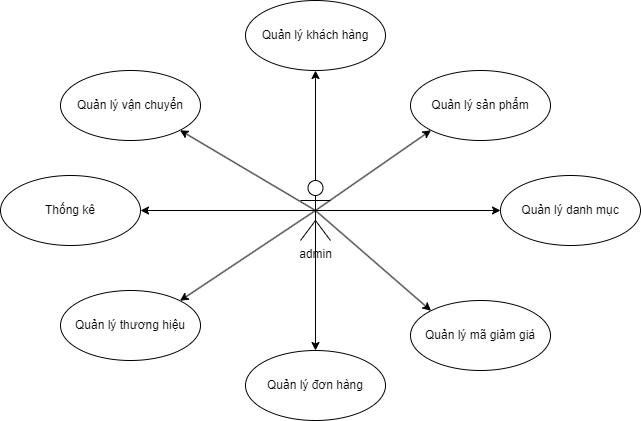 Quản lý khách hàng
Quản lý vận chuyển
Quản lý sản phẩm
Thống kê
Quản lý danh mục
admin
Quản lý thương hiệu
Quản lý mã giảm giá
Quản lý đơn hàng